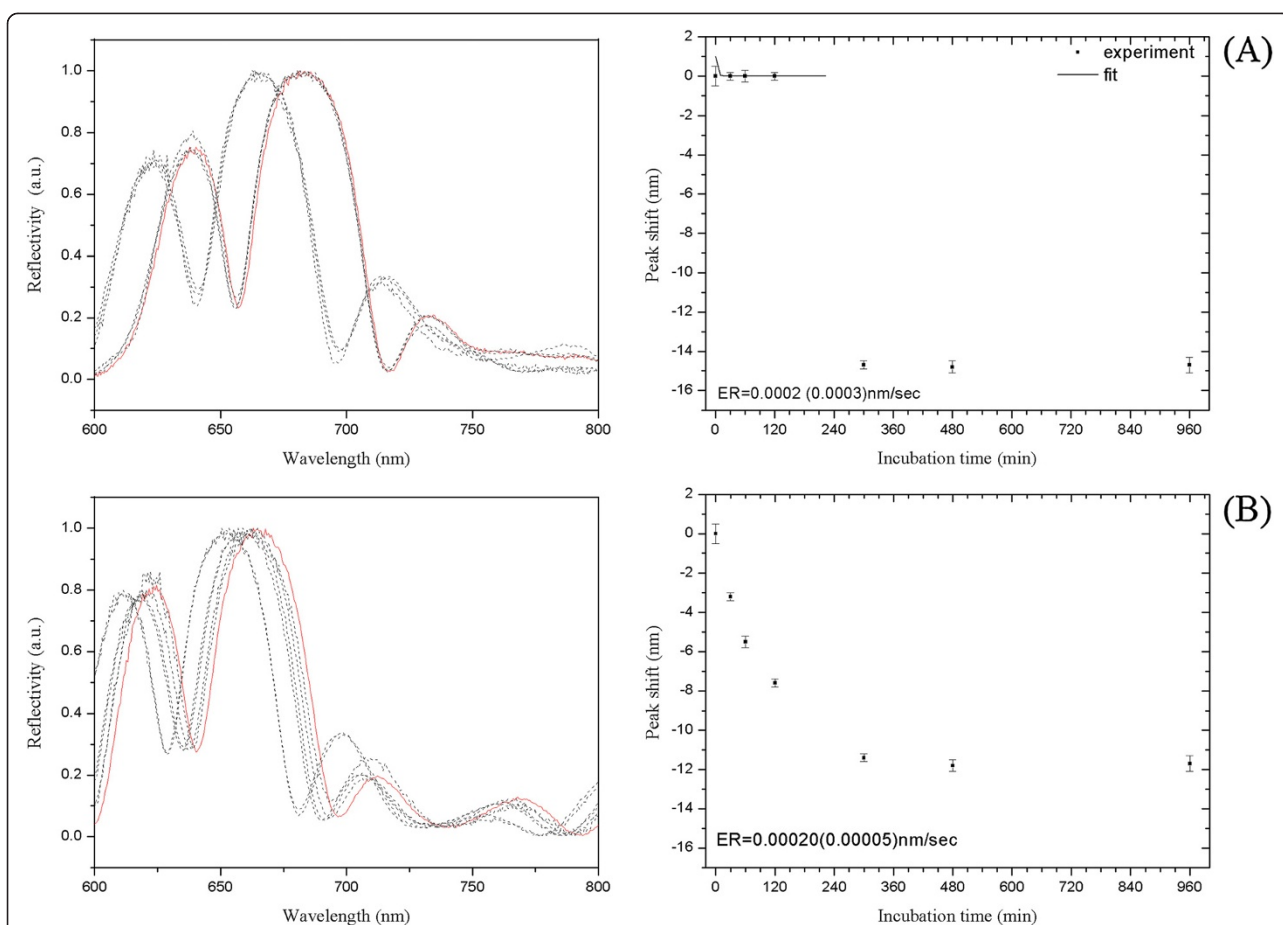 1.0
0.8
0.6
0.4
0.2
0.0
Reflectivity (a.u.)
600 650 700 750 800
Wavelength (nm)
2
0
-2
-4
-6
-8
-10
-12
-14
-16
Peak shift (nm)
experiment
fit
(A)
ER=0.0002 (0.0003)nm/sec
0 120 240 360 480 600 720 840 960
Incubation time (min)
1.0
0.8
0.6
0.4
0.2
0.0
Reflectivity (a.u.)
600 650 700 750 800
Wavelength (nm)
2
0
-2
-4
-6
-8
-10
-12
-14
-16
Peak shift (nm)
(B)
ER=0.00020(0.00005)nm/sec
0 120 240 360 480 600 720 840 960
Incubation time (min)